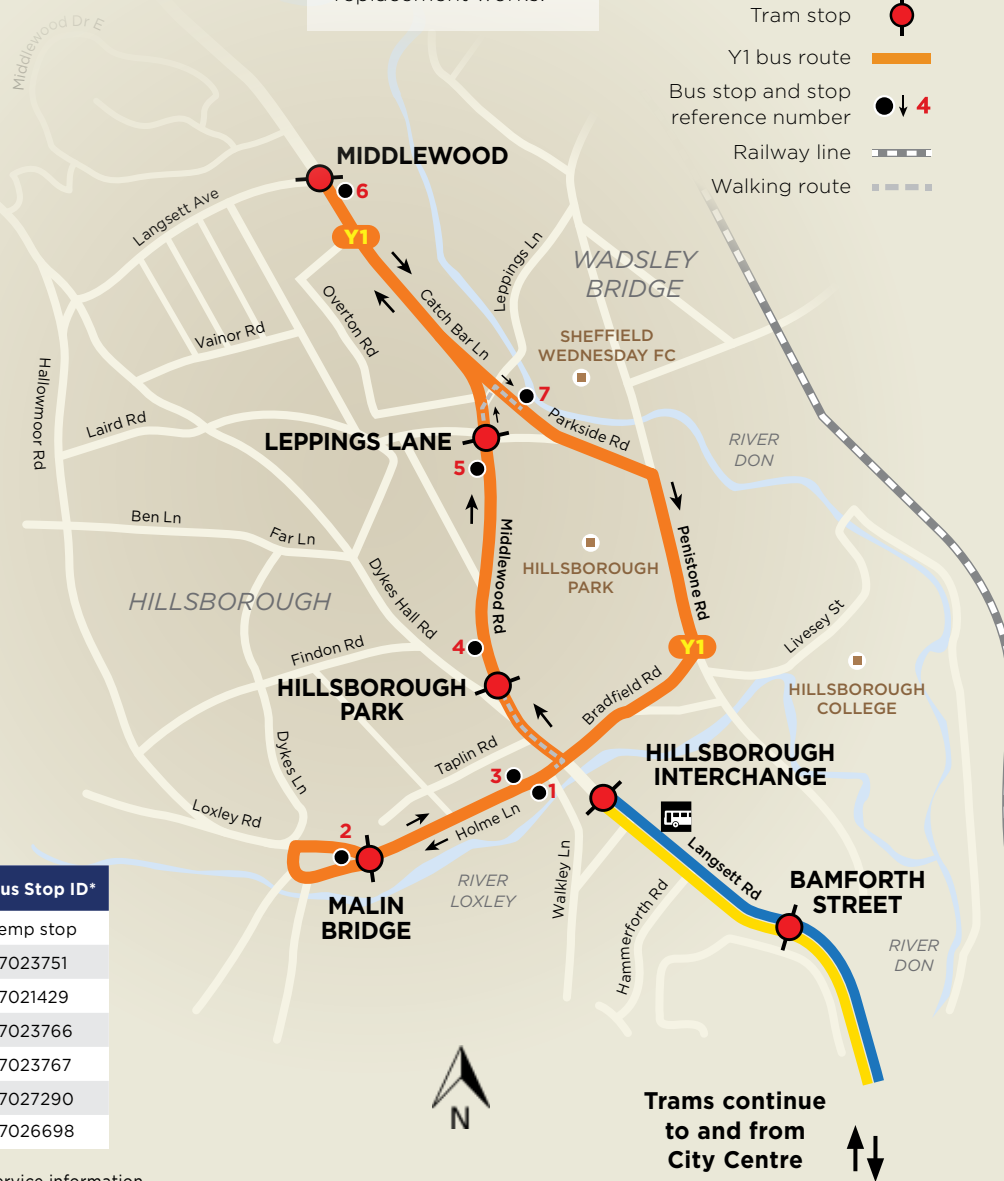 replacement works.
Tram stop
Y1 bus route
Bus stop and stop
reference number
4
Railway line
Walking route
Middlewood Dr E
MIDDLEWOOD
6
Langsett Ave
Y1
Leppings Ln
WADSLEY
BRIDGE
Overton Rd
Catch Bar Ln
Vainor Rd
SHEFFIELD
WEDNESDAY FC
Hallowmoor Rd
7
Laird Rd
Parkside Rd
LEPPINGS LANE
RIVER
DON
5
Ben Ln
Far Ln
Middlewood Rd
Penistone Rd
HILLSBOROUGH
PARK
Dykes Hall Rd
HILLSBOROUGH
Livesey St
Findon Rd
4
Y1
HILLSBOROUGH
PARK
Bradfield Rd
HILLSBOROUGH
COLLEGE
Dykes Ln
Taplin Rd
HILLSBOROUGH
INTERCHANGE
3
1
Loxley Rd
2
Holme Ln
Walkley Ln
Langsett Rd
RIVER
LOXLEY
Hammerforth Rd
BAMFORTH
STREET
MALIN
BRIDGE
RIVER
DON
us Stop ID*
emp stop
7023751
7021429
7023766
7023767
7027290
7026698
N
Trams continue
to and from
City Centre
ervice information